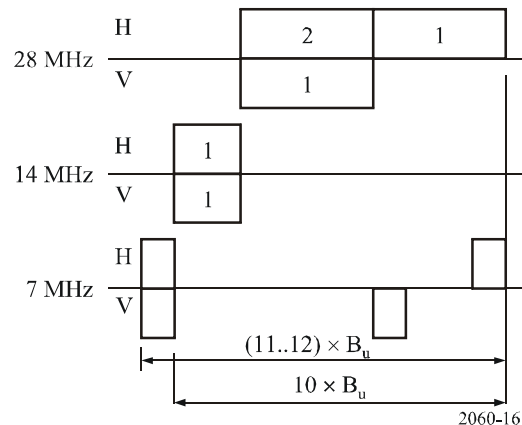 H 2 1
28 MHz
V 1
H 1
14 MHz
V 1
H
7 MHz
V
(11..12) × Bu
10 × Bu
2060-16